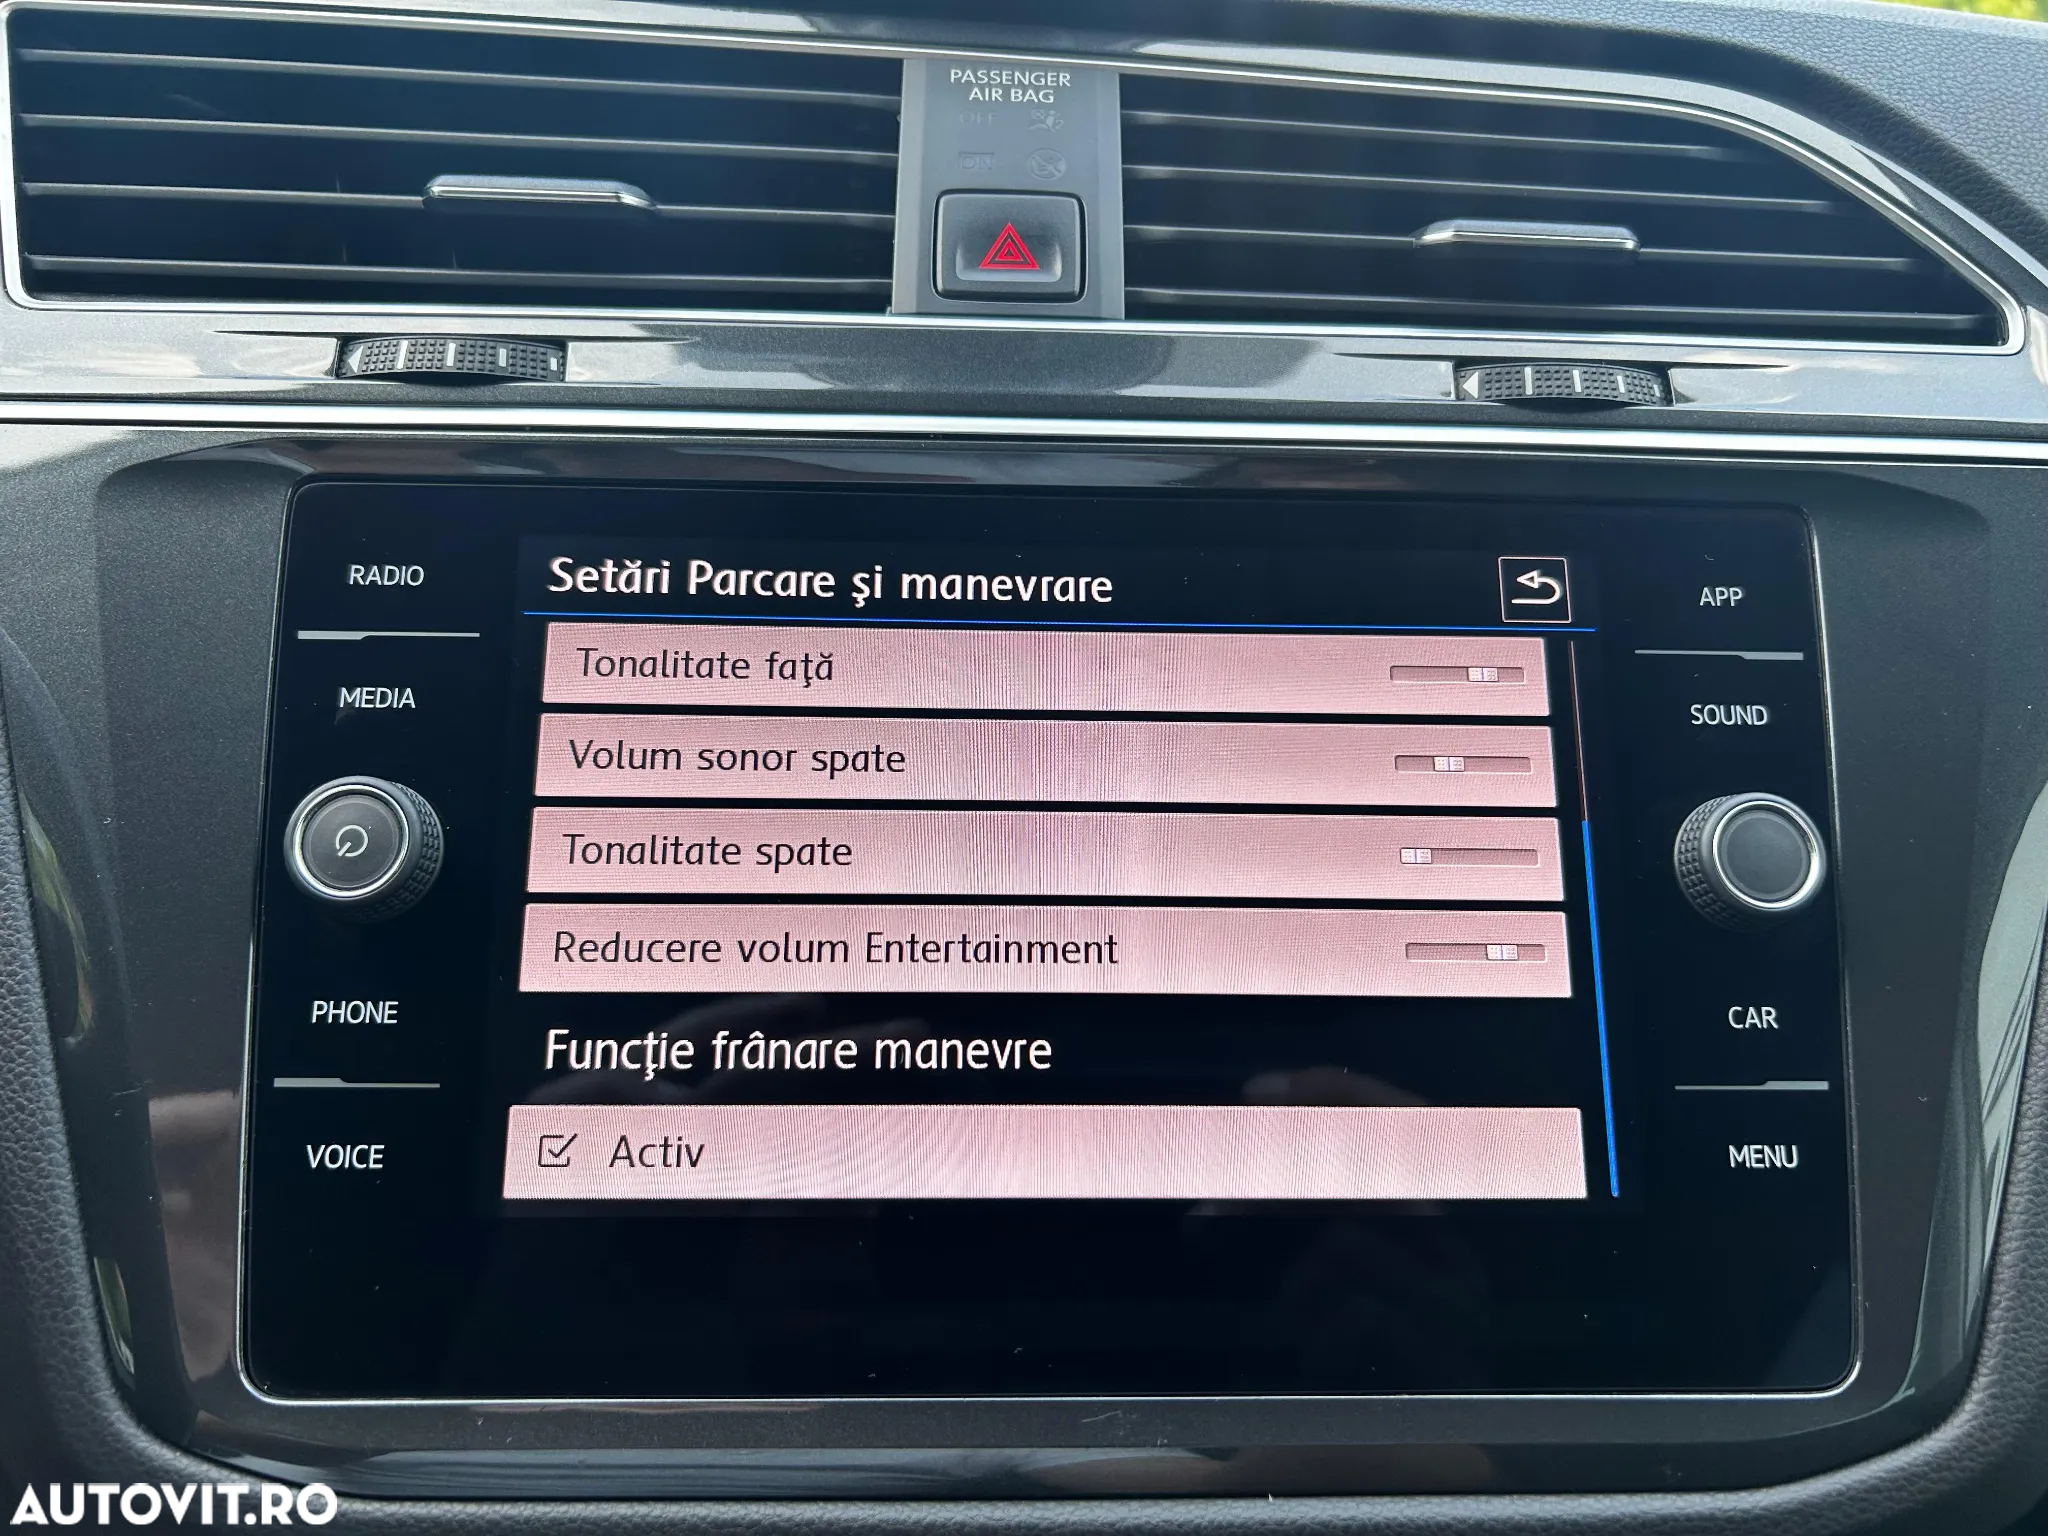 PASSENGER
AIR BAG
OFF
ON
RADIO
MEDIA
PHONE
VOICE
Setări Parcare şi manevrare
Tonalitate faţă
Volum sonor spate
Tonalitate spate
Reducere volum Entertainment
Funcţie frânare manevre
Activ
APP
SOUND
CAR
MENU
AUTOVIT.RO